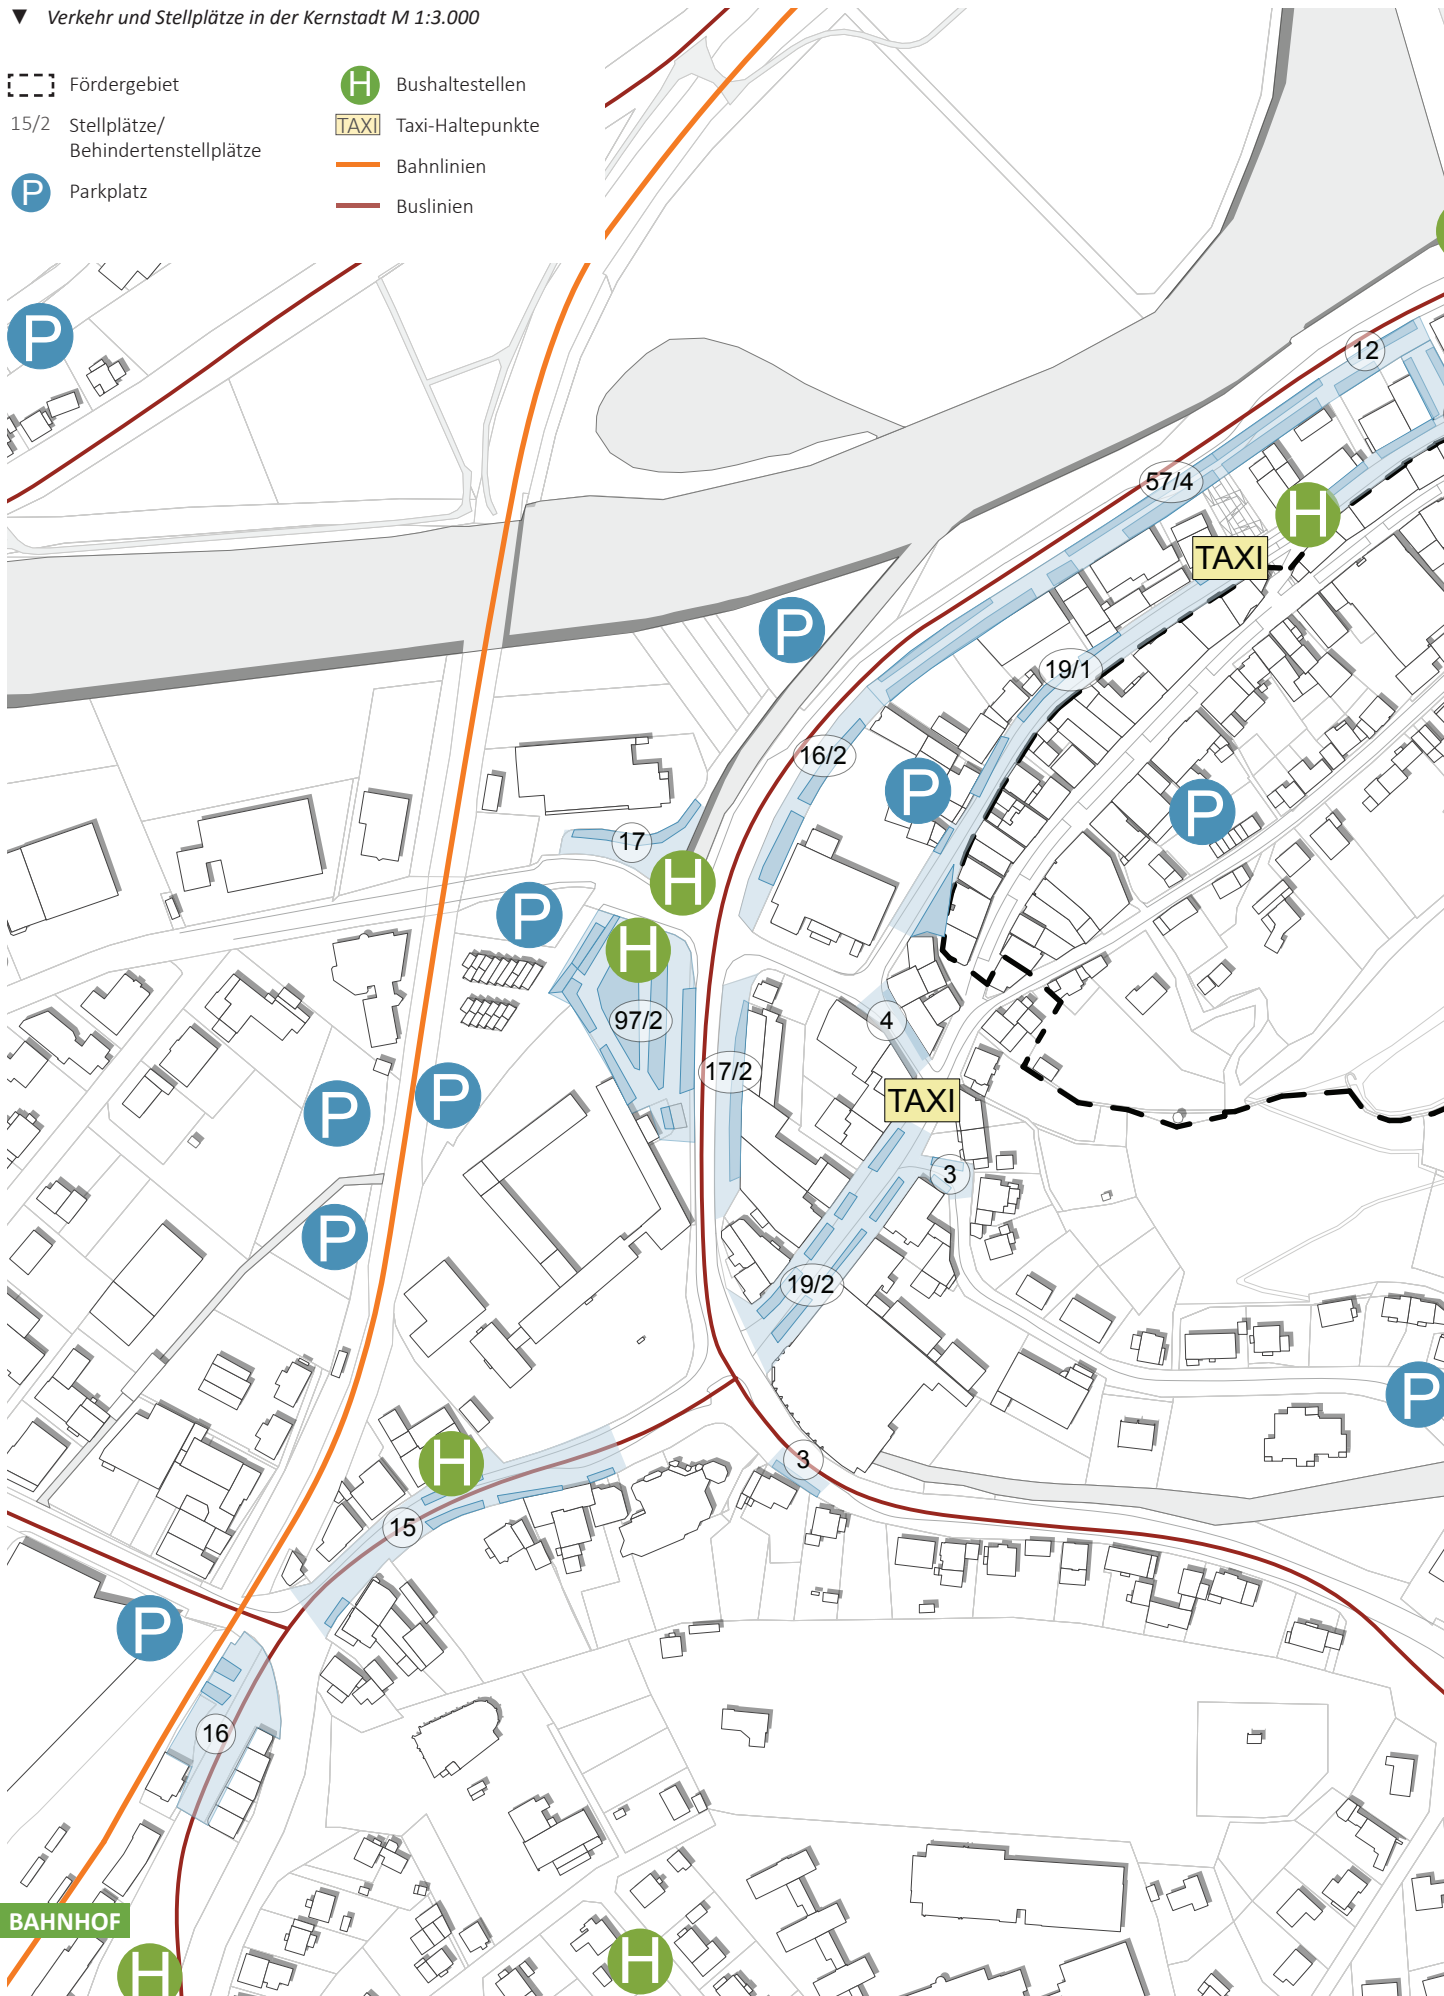 ▼ Verkehr und Stellplätze in der Kernstadt M 1:3.000
Fördergebiet
15/2 Stellplätze/
Behindertenstellplätze
P Parkplatz
H Bushaltestellen
TAXI Taxi-Haltepunkte
Bahnlinien
Buslinien
P
12
57/4
H
TAXI
P
19/1
16/2
P
P
17
H
P
H
97/2
4
17/2
P
TAXI
P
3
P
19/2
P
3
H
15
P
16
BAHNHOF
H
H